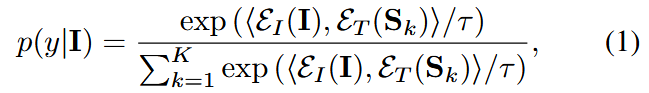 p(y|𝐈) = exp (⟨ℰ_I(𝐈), ℰ_T(𝐒_k)⟩/τ) / ∑_{k=1}^{K} exp (⟨ℰ_I(𝐈), ℰ_T(𝐒_k)⟩/τ) , (1)